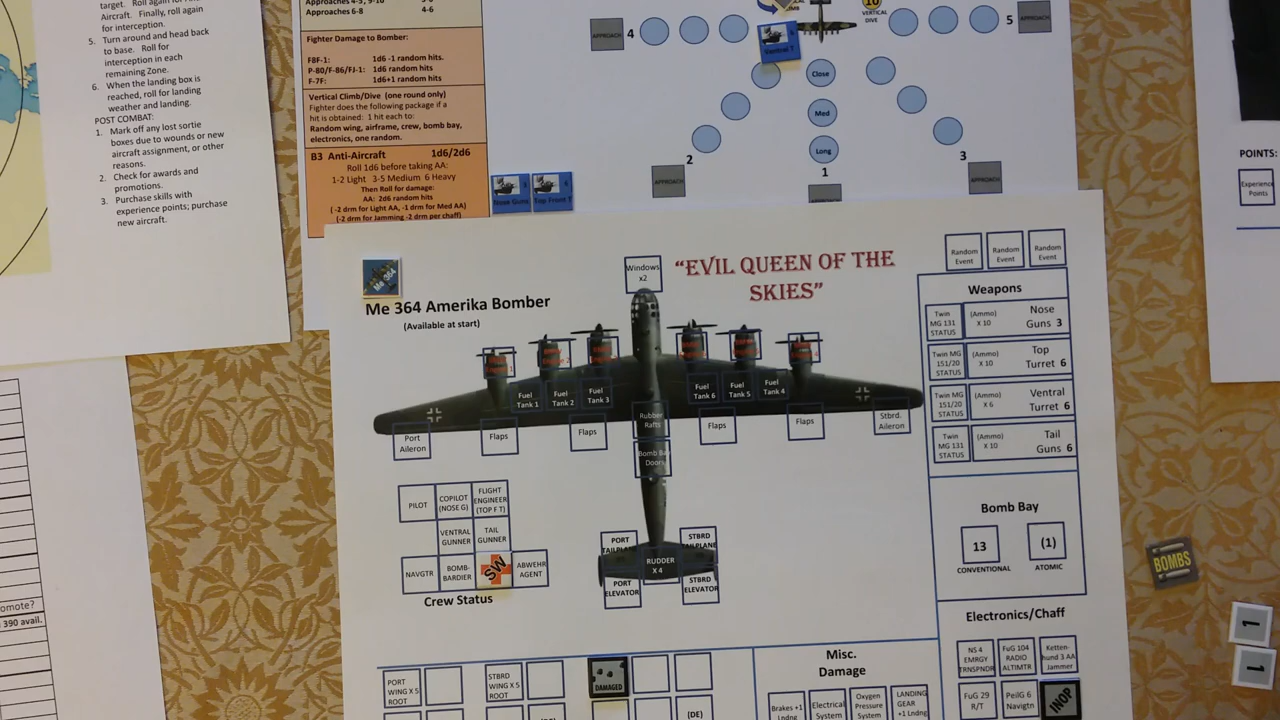 target. Roll again for
Aircraft. Finally, roll again
for interception.
5. Turn around and head back
to base. Roll for
interception in each
remaining Zone.
6. When the landing box is
reached, roll for landing
weather and landing.
POST COMBAT:
1. Mark off any lost sortie
boxes due to wounds or new
aircraft assignment, or other
reasons.
2. Check for awards and
promotions.
3. Purchase skills with
experience points; purchase
new aircraft.
Approaches 6-8 4-6
Fighter Damage to Bomber:
F8F-1: 1d6 -1 random hits.
P-80/F-86/FJ-1: 1d6 random hits
F-7F: 1d6+1 random hits
Vertical Climb/Dive (one round only)
Fighter does the following package if a
hit is obtained: 1 hit each to:
Random wing, airframe, crew, bomb bay,
electronics, one random.
B3 Anti-Aircraft 1d6/2d6
Roll 1d6 before taking AA:
1-2 Light 3-5 Medium 6 Heavy
Then Roll for damage:
AA: 2d6 random hits
(-2 drm for Light AA, -1 drm for Med AA)
(-2 drm for Jamming -2 drm per chaff)
APPROACH 4
10
VERTICAL
DIVE
5 APPROACH
6
Ventral T
Close
Med
Long
1
2
APPROACH
3
APPROACH
APPROACH
Nose Guns
6
Top Front T
POINTS:
Experience
Points
Me 364
Me 364 Amerika Bomber
(Available at start)
Windows
x2
"EVIL QUEEN OF THE
SKIES"
Random
Event
Random
Event
Random
Event
Fuel
Tank 1
Fuel
Tank 2
Fuel
Tank 3
Fuel
Tank 6
Fuel
Tank 5
Fuel
Tank 4
Rubber
Rafts
Bomb Bay
Doors
Port
Aileron
Flaps
Flaps
Flaps
Flaps
Stbrd.
Aileron
Weapons
Twin
MG 131
STATUS
(Ammo)
X 10
Nose
Guns 3
Twin MG
151/20
STATUS
(Ammo)
X 10
Top
Turret 6
Twin MG
151/20
STATUS
(Ammo)
X 6
Ventral
Turret 6
Twin
MG 131
STATUS
(Ammo)
X 10
Tail
Guns 6
Bomb Bay
13
CONVENTIONAL
(1)
ATOMIC
BOMBS
PILOT
COPILOT
(NOSE G)
FLIGHT
ENGINEER
(TOP F T)
VENTRAL
GUNNER
TAIL
GUNNER
NAVGTR
BOMB-
BARDIER
SW
ABWEHR
AGENT
Crew Status
PORT
TAILPLANE
STBRD
TAILPLANE
RUDDER
X 4
PORT
ELEVATOR
STBRD
ELEVATOR
Electronics/Chaff
NS 4
EMRGY
TRNSPNDR
FuG 104
RADIO
ALTIMTR
Ketten-
hund 3 AA
Jammer
FuG 29
R/T
PeilG 6
Navigtn
INOP
PORT
WING X 5
ROOT
STBRD
WING X 5
ROOT
DAMAGED
(DE)
Misc.
Damage
Brakes +1
Lndng
Electrical
System
Oxygen
Pressure
System
LANDING
GEAR
+1 Lndng
omote?
390 avail.
1
1